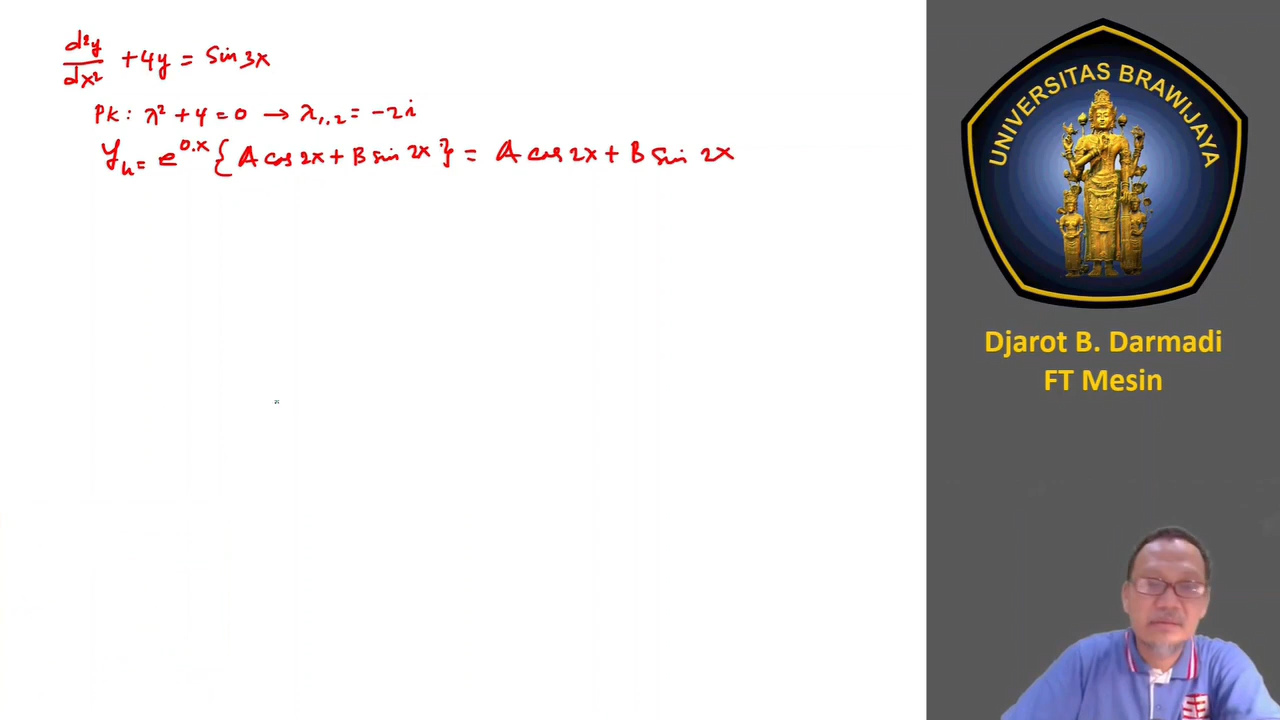 d²y/dx² + 4y = Sin 3x
PK: λ² + 4 = 0 → λ₁,₂ = -2i
Yh = e^0.x { A cos 2x + B sin 2x } = A cos 2x + B sin 2x
UNIVERSITAS BRAWIJAYA
Djarot B. Darmadi
FT Mesin